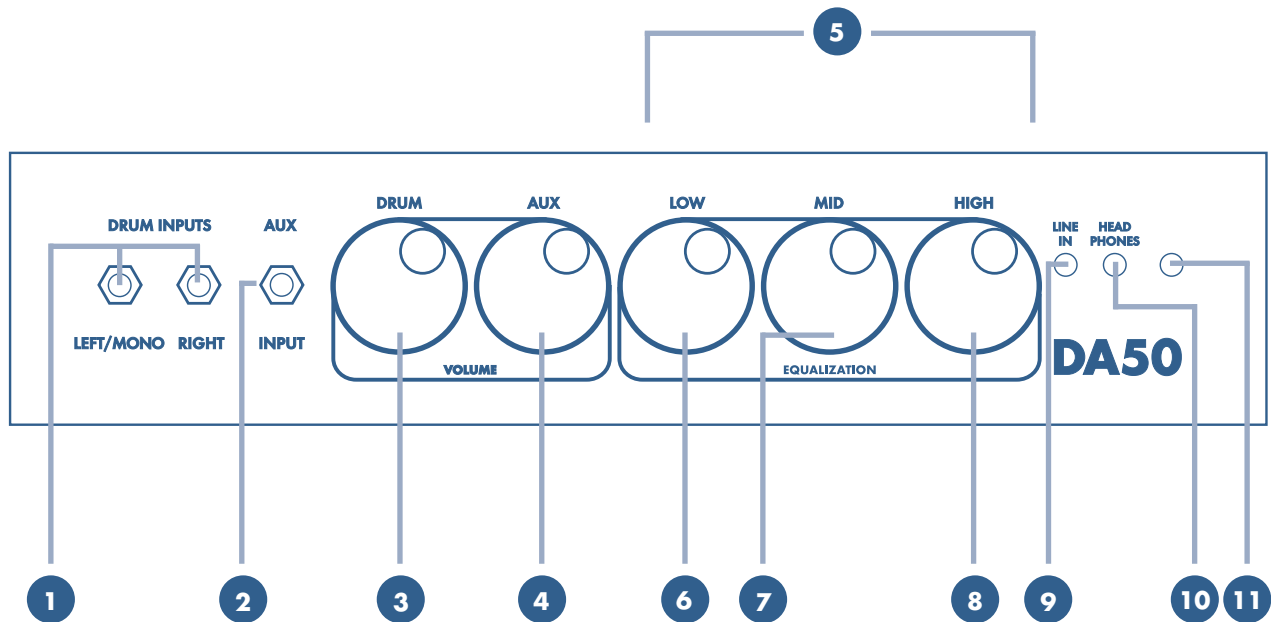 5
DRUM INPUTS
AUX
DRUM
AUX
LOW
MID
HIGH
LINE
IN
HEAD
PHONES
LEFT/MONO
RIGHT
INPUT
VOLUME
EQUALIZATION
DA50
1
2
3
4
6
7
8
9
10
11